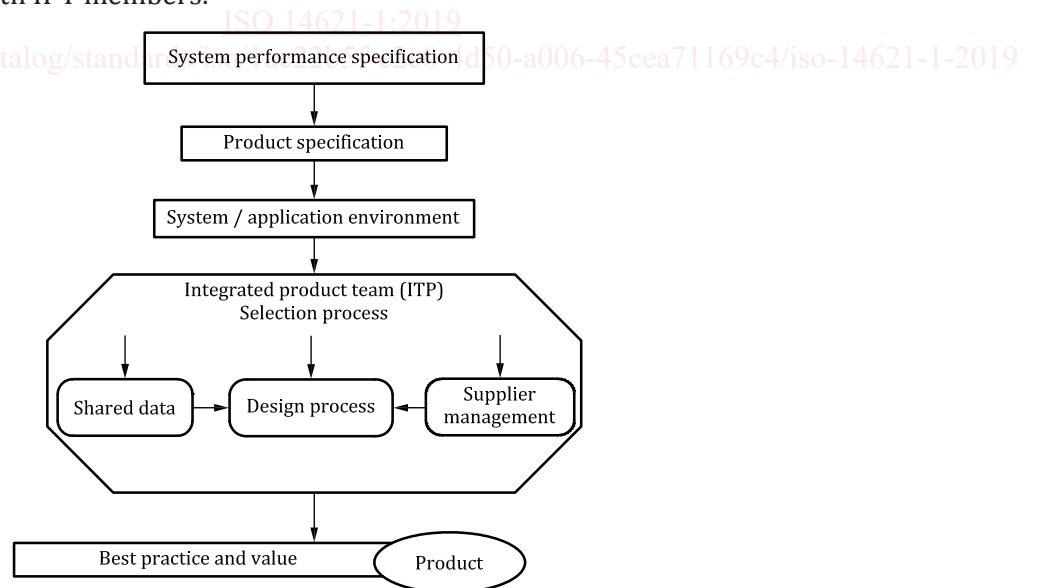 ISO 14621-1:2019
System performance specification
Product specification
System / application environment
Integrated product team (ITP)
Selection process
Shared data
Design process
Supplier
management
Best practice and value
Product